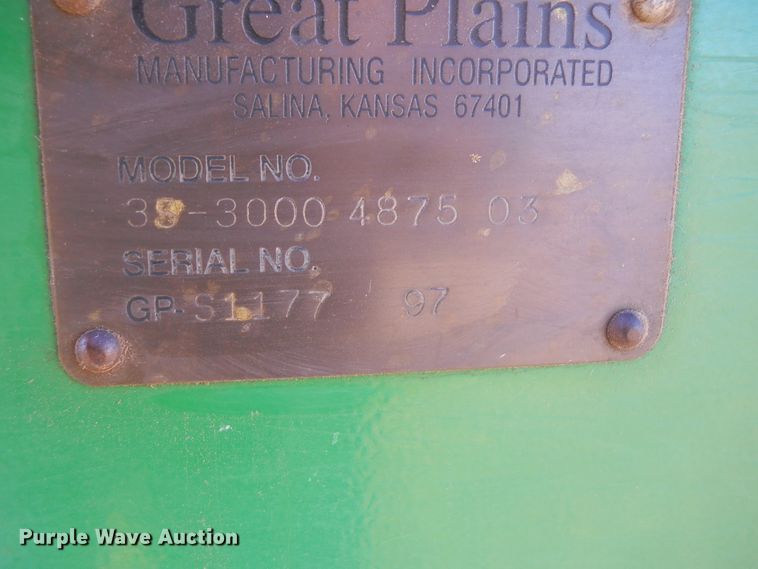 Great Plains
MANUFACTURING INCORPORATED
SALINA, KANSAS 67401
MODEL NO.
3S-3000 4875 03
SERIAL NO.
GP-S1177 97
Purple Wave Auction